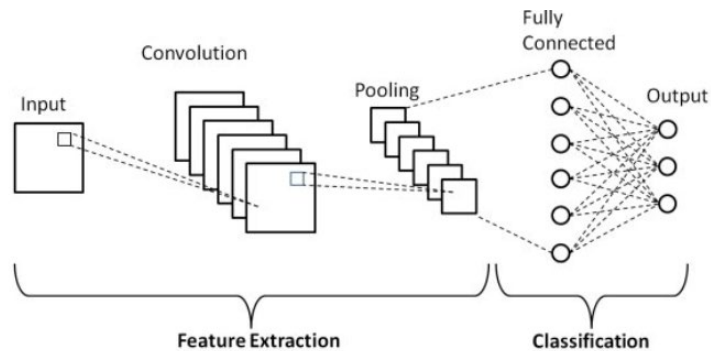 Input
Convolution
Pooling
Fully
Connected
Output
Feature Extraction
Classification